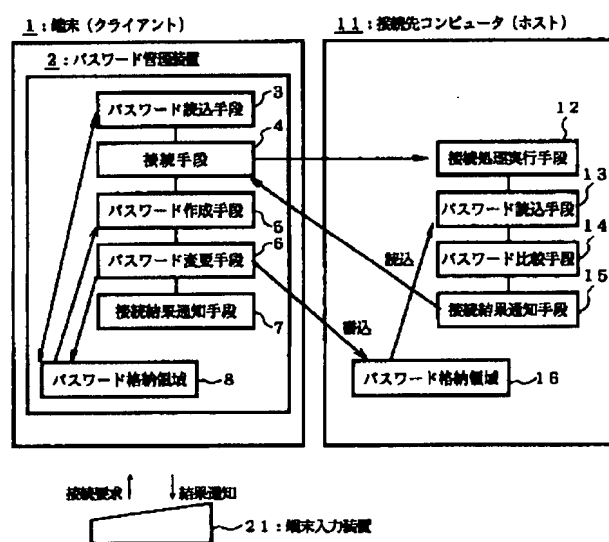 1：端末（クライアント）
2：パスワード管理装置
パスワード読込手段
3
接続手段
4
パスワード作成手段
5
パスワード変更手段
6
接続結果通知手段
7
パスワード格納領域
8
11：接続先コンピュータ（ホスト）
接続処理実行手段
12
パスワード読込手段
13
パスワード比較手段
14
接続結果通知手段
15
読込
書込
パスワード格納領域
16
接続要求
結果通知
21：端末入力装置